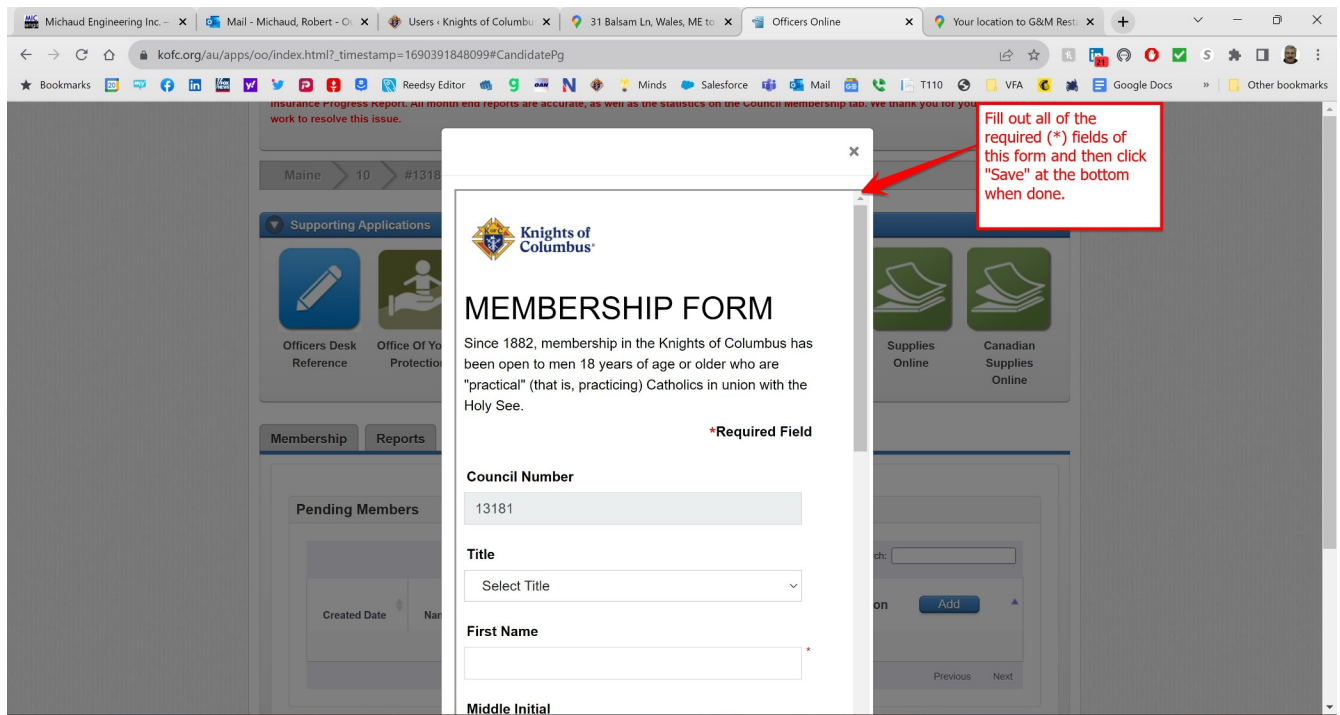 Michaud Engineering Inc. –
Mail - Michaud, Robert - Ou
Users ‹ Knights of Columbu
31 Balsam Ln, Wales, ME to
Officers Online
Your location to G&M Resta
kofc.org/au/apps/oo/index.html?_timestamp=1690391848099#CandidatePg
21
Bookmarks
Reedsy Editor
Minds
Salesforce
Mail
T110
VFA
Google Docs
»
Other bookmarks
Insurance Progress Report. All month end reports are accurate, as well as the statistics on the Council Membership tab. We thank you for you
work to resolve this issue.
Fill out all of the
required (*) fields of
this form and then click
"Save" at the bottom
when done.
Maine
10
#1318
Supporting Applications
Officers Desk
Reference
Office Of Yo
Protection
Supplies
Online
Canadian
Supplies
Online
Membership
Reports
Pending Members
ch:
Created Date
Nan
on
Add
Previous
Next
×
Knights of
Columbus
MEMBERSHIP FORM
Since 1882, membership in the Knights of Columbus has
been open to men 18 years of age or older who are
"practical" (that is, practicing) Catholics in union with the
Holy See.
*Required Field
Council Number
13181
Title
Select Title
First Name
*
Middle Initial